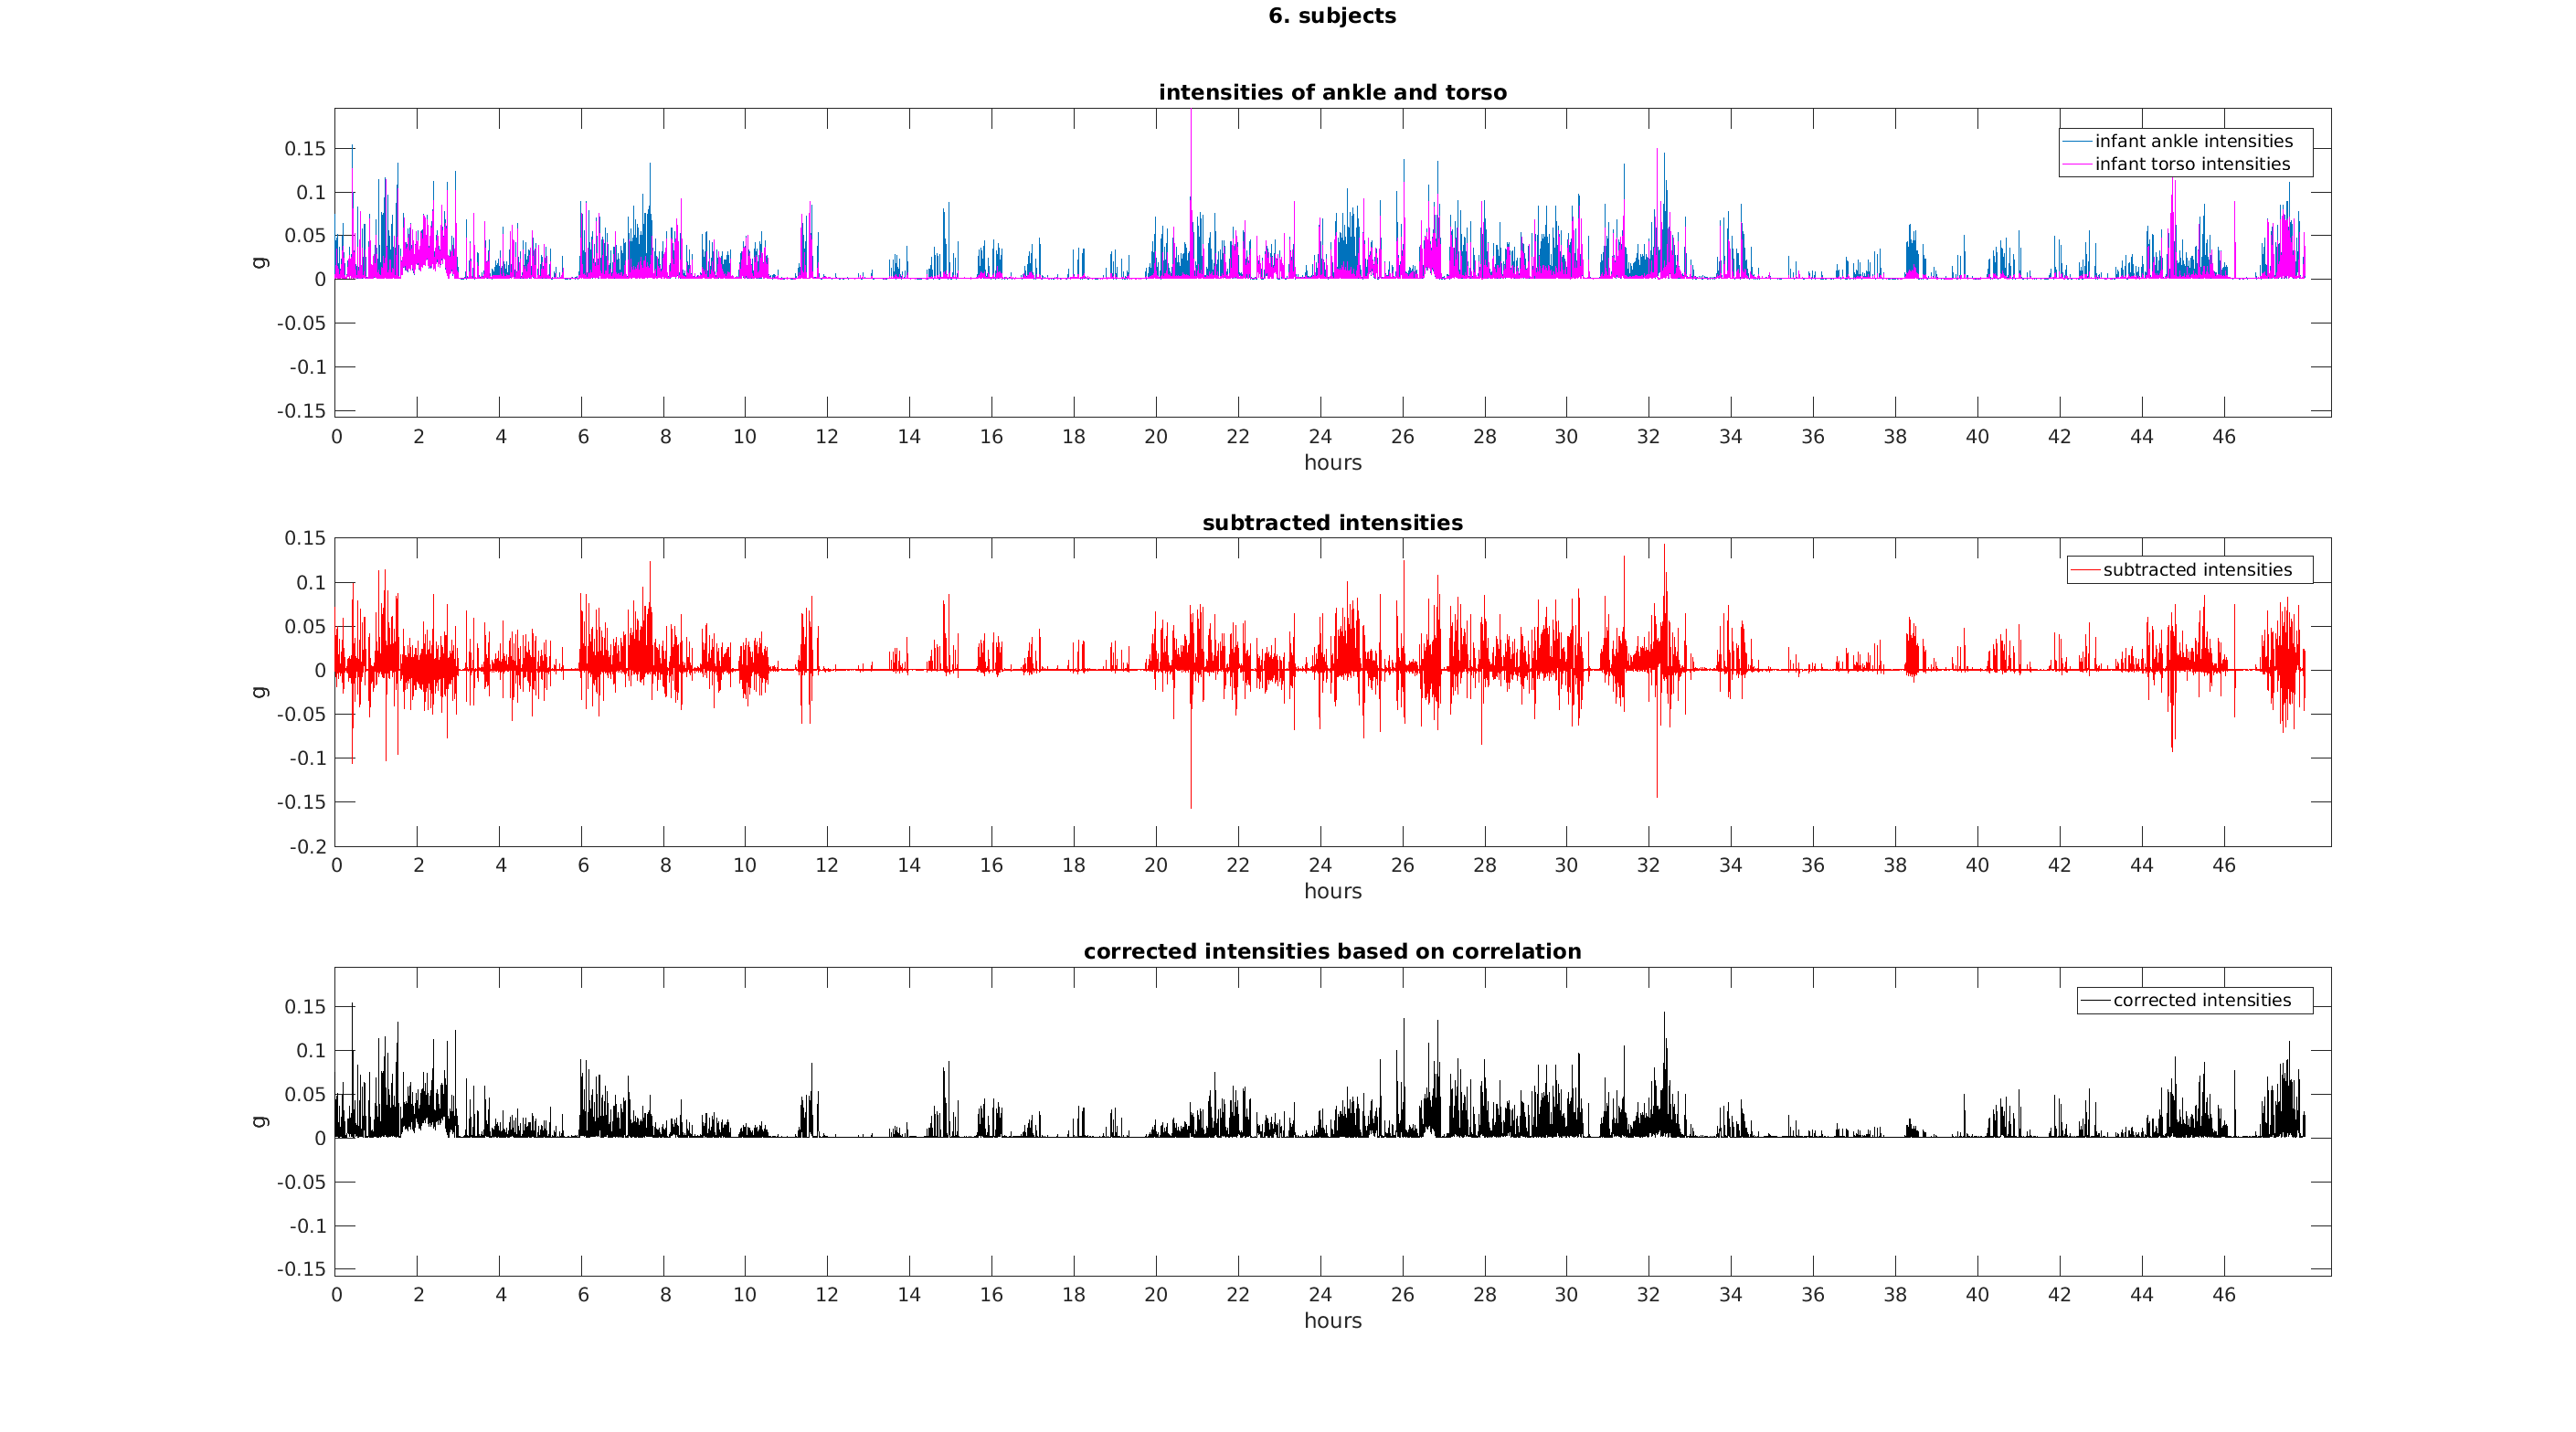 6. subjects
intensities of ankle and torso
infant ankle intensities
infant torso intensities
0.15
0.1
0.05
0
-0.05
-0.1
-0.15
g
0 2 4 6 8 10 12 14 16 18 20 22 24 26 28 30 32 34 36 38 40 42 44 46
hours
subtracted intensities
subtracted intensities
0.15
0.1
0.05
0
-0.05
-0.1
-0.15
-0.2
g
0 2 4 6 8 10 12 14 16 18 20 22 24 26 28 30 32 34 36 38 40 42 44 46
hours
corrected intensities based on correlation
corrected intensities
0.15
0.1
0.05
0
-0.05
-0.1
-0.15
g
0 2 4 6 8 10 12 14 16 18 20 22 24 26 28 30 32 34 36 38 40 42 44 46
hours